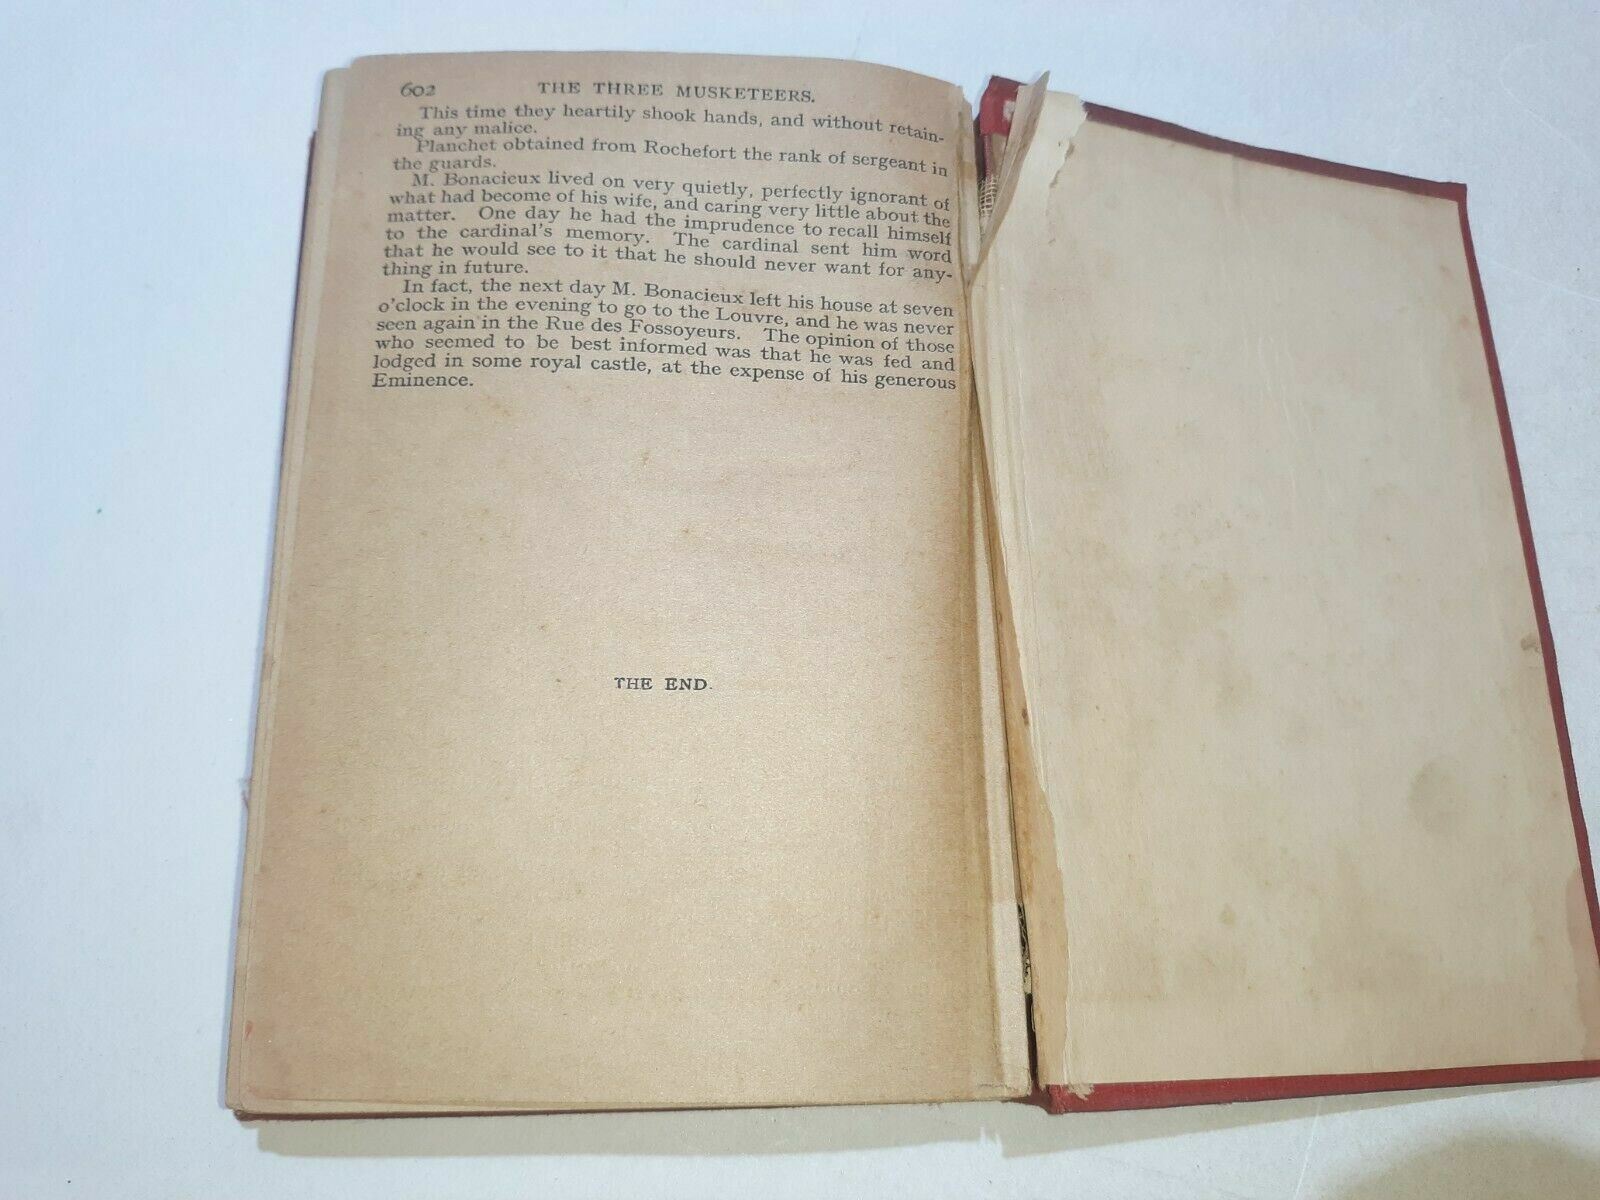 602 THE THREE MUSKETEERS.
This time they heartily shook hands, and without retain-
ing any malice.
Planchet obtained from Rochefort the rank of sergeant in
the guards.
M. Bonacieux lived on very quietly, perfectly ignorant of
what had become of his wife, and caring very little about the
matter. One day he had the imprudence to recall himself
to the cardinal's memory. The cardinal sent him word
that he would see to it that he should never want for any-
thing in future.
In fact, the next day M. Bonacieux left his house at seven
o'clock in the evening to go to the Louvre, and he was never
seen again in the Rue des Fossoyeurs. The opinion of those
who seemed to be best informed was that he was fed and
lodged in some royal castle, at the expense of his generous
Eminence.
THE END.